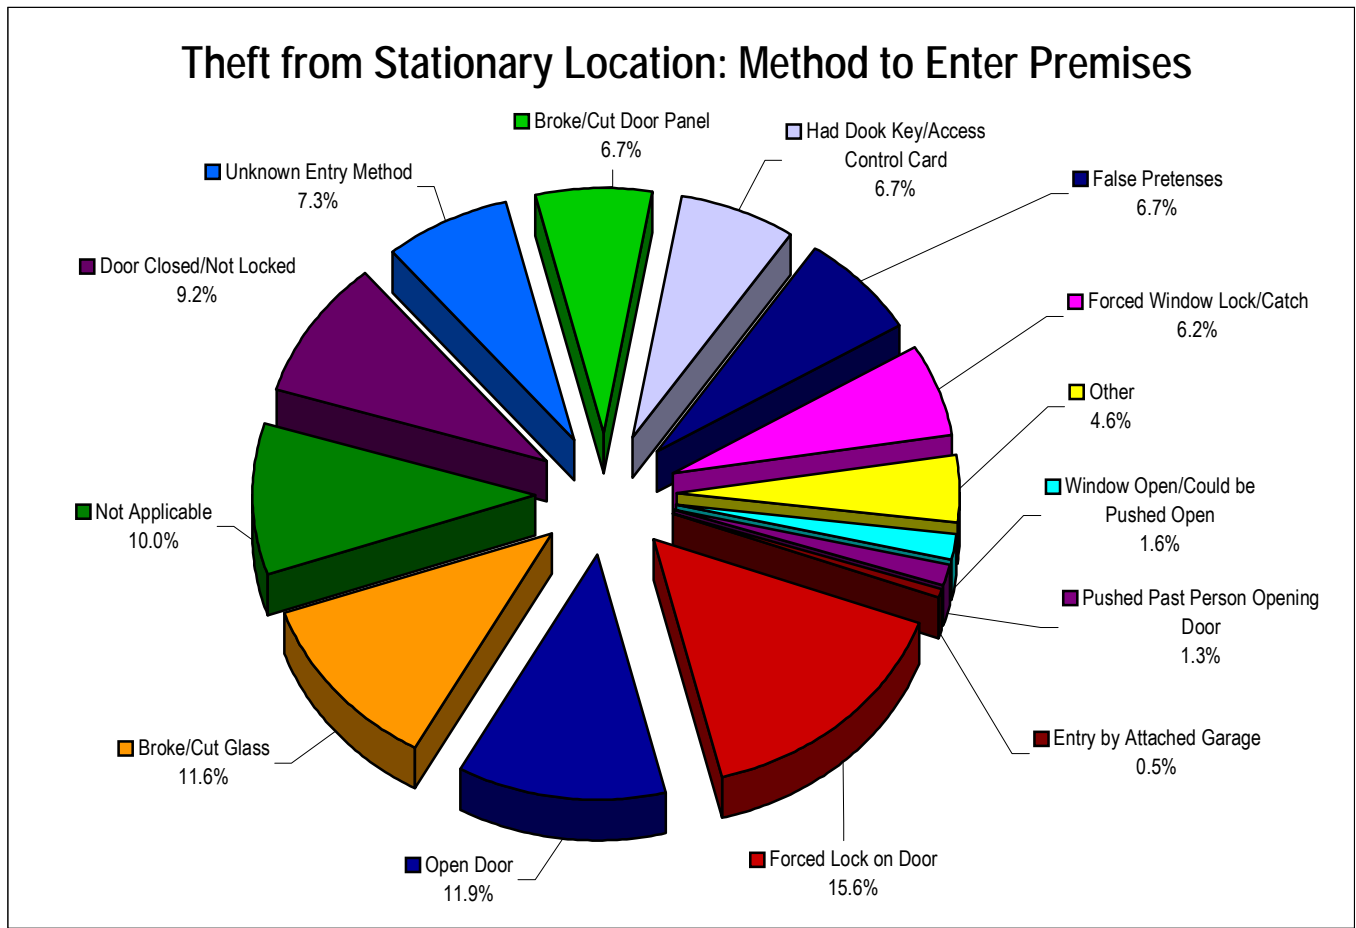 Theft from Stationary Location: Method to Enter Premises
Broke/Cut Door Panel
6.7%
Had Dook Key/Access
Control Card
6.7%
Unknown Entry Method
7.3%
False Pretenses
6.7%
Door Closed/Not Locked
9.2%
Forced Window Lock/Catch
6.2%
Other
4.6%
Window Open/Could be
Pushed Open
1.6%
Not Applicable
10.0%
Pushed Past Person Opening
Door
1.3%
Entry by Attached Garage
0.5%
Broke/Cut Glass
11.6%
Open Door
11.9%
Forced Lock on Door
15.6%